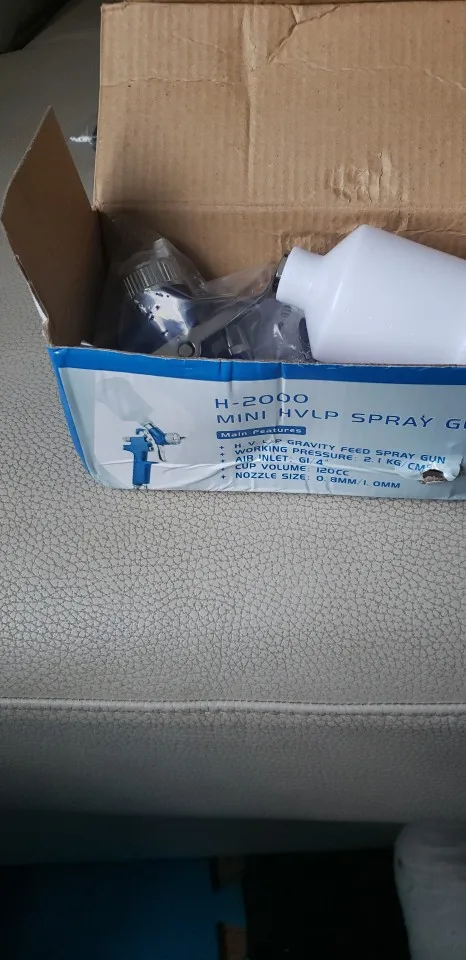 H-2000
MINI HVLP SPRAY
Main Features
+ H.V.L.P GRAVITY FEED SPRAY GUN
+ WORKING PRESSURE: 2.1 KG/CM
+ AIR INLET: G1/4"
+ CUP VOLUME: 120CC
+ NOZZLE SIZE: 0.8MM/1.0MM